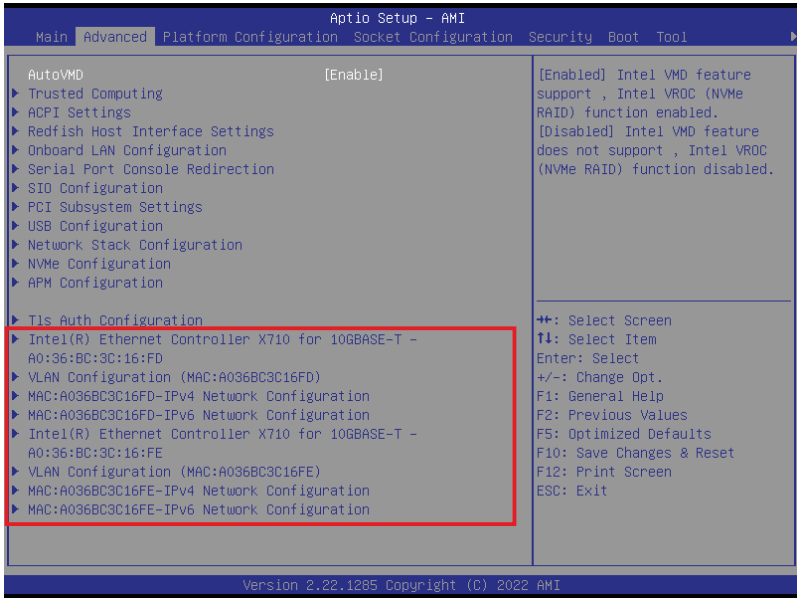 Aptio Setup - AMI
Main Advanced Platform Configuration Socket Configuration Security Boot Tool
AutoVMD [Enable]
Trusted Computing
ACPI Settings
Redfish Host Interface Settings
Onboard LAN Configuration
Serial Port Console Redirection
SIO Configuration
PCI Subsystem Settings
USB Configuration
Network Stack Configuration
NVMe Configuration
APM Configuration
Tls Auth Configuration
Intel(R) Ethernet Controller X710 for 10GBASE-T -
A0:36:BC:3C:16:FD
VLAN Configuration (MAC:A036BC3C16FD)
MAC:A036BC3C16FD-IPv4 Network Configuration
MAC:A036BC3C16FD-IPv6 Network Configuration
Intel(R) Ethernet Controller X710 for 10GBASE-T -
A0:36:BC:3C:16:FE
VLAN Configuration (MAC:A036BC3C16FE)
MAC:A036BC3C16FE-IPv4 Network Configuration
MAC:A036BC3C16FE-IPv6 Network Configuration
[Enabled] Intel VMD feature
support , Intel VROC (NVMe
RAID) function enabled.
[Disabled] Intel VMD feature
does not support , Intel VROC
(NVMe RAID) function disabled.
→←: Select Screen
↑↓: Select Item
Enter: Select
+/-: Change Opt.
F1: General Help
F2: Previous Values
F5: Optimized Defaults
F10: Save Changes & Reset
F12: Print Screen
ESC: Exit
Version 2.22.1285 Copyright (C) 2022 AMI